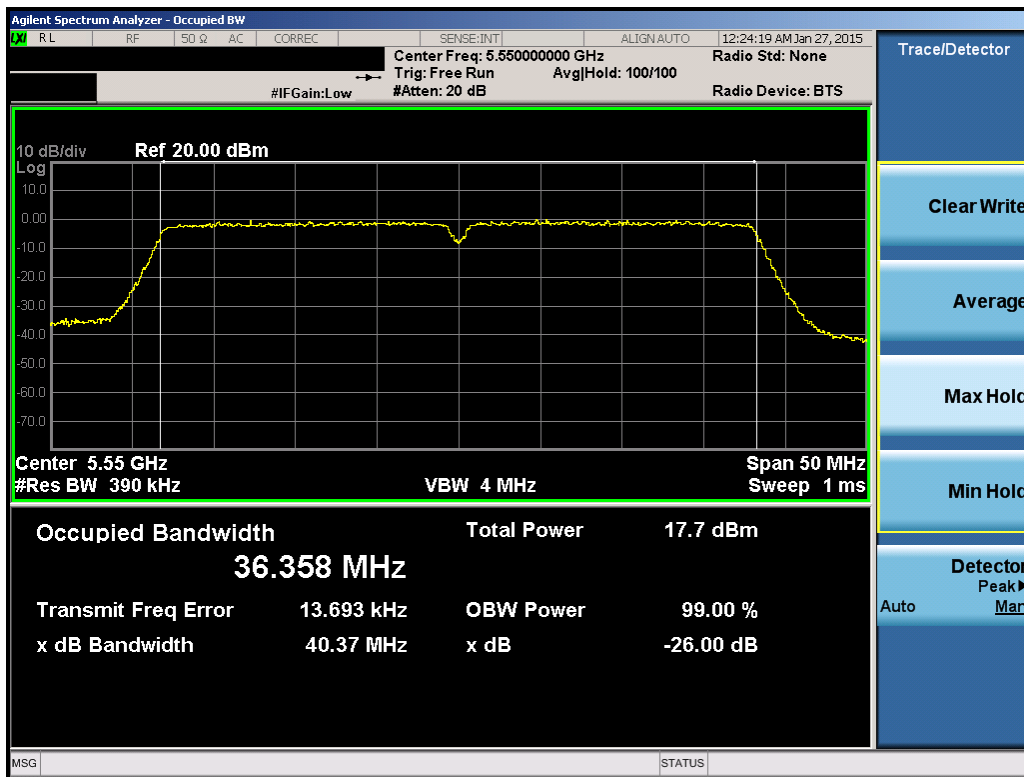 Agilent Spectrum Analyzer - Occupied BW
LXI RL RF 50 Ω AC CORREC SENSE:INT ALIGN AUTO 12:24:19 AM Jan 27, 2015
Center Freq: 5.550000000 GHz Radio Std: None
Trig: Free Run Avg|Hold: 100/100
#IFGain:Low #Atten: 20 dB Radio Device: BTS
10 dB/div Ref 20.00 dBm
Log
10.0
0.00
-10.0
-20.0
-30.0
-40.0
-50.0
-60.0
-70.0
Center 5.55 GHz Span 50 MHz
#Res BW 390 kHz VBW 4 MHz Sweep 1 ms
Occupied Bandwidth Total Power 17.7 dBm
36.358 MHz
Transmit Freq Error 13.693 kHz OBW Power 99.00 %
x dB Bandwidth 40.37 MHz x dB -26.00 dB
MSG STATUS
Trace/Detector
Clear Write
Average
Max Hold
Min Hold
Detector
Peak▶
Auto Man